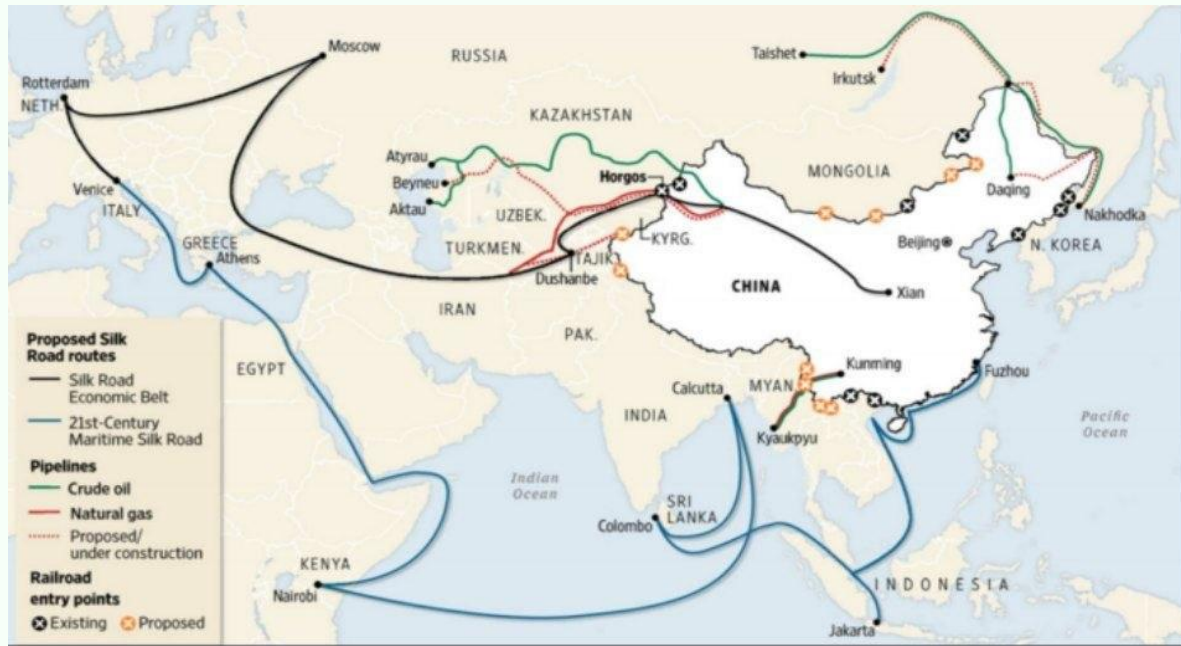 Moscow
RUSSIA
Taishet
Irkutsk
Rotterdam
NETH.
KAZAKHSTAN
Atyrau
Beyneu
Aktau
Horgos
MONGOLIA
Daqing
Nakhodka
Venice
ITALY
UZBEK.
GREECE
Athens
TURKMEN.
KYRG.
TAJIK.
Dushanbe
Beijing
N. KOREA
CHINA
Xian
IRAN
PAK.
EGYPT
Calcutta
MYAN.
Kunming
Fuzhou
INDIA
Kyaukpyu
Pacific
Ocean
Indian
Ocean
SRI
LANKA
Colombo
KENYA
Nairobi
INDONESIA
Jakarta
Proposed Silk
Road routes
Silk Road
Economic Belt
21st-Century
Maritime Silk Road
Pipelines
Crude oil
Natural gas
Proposed/
under construction
Railroad
entry points
Existing
Proposed